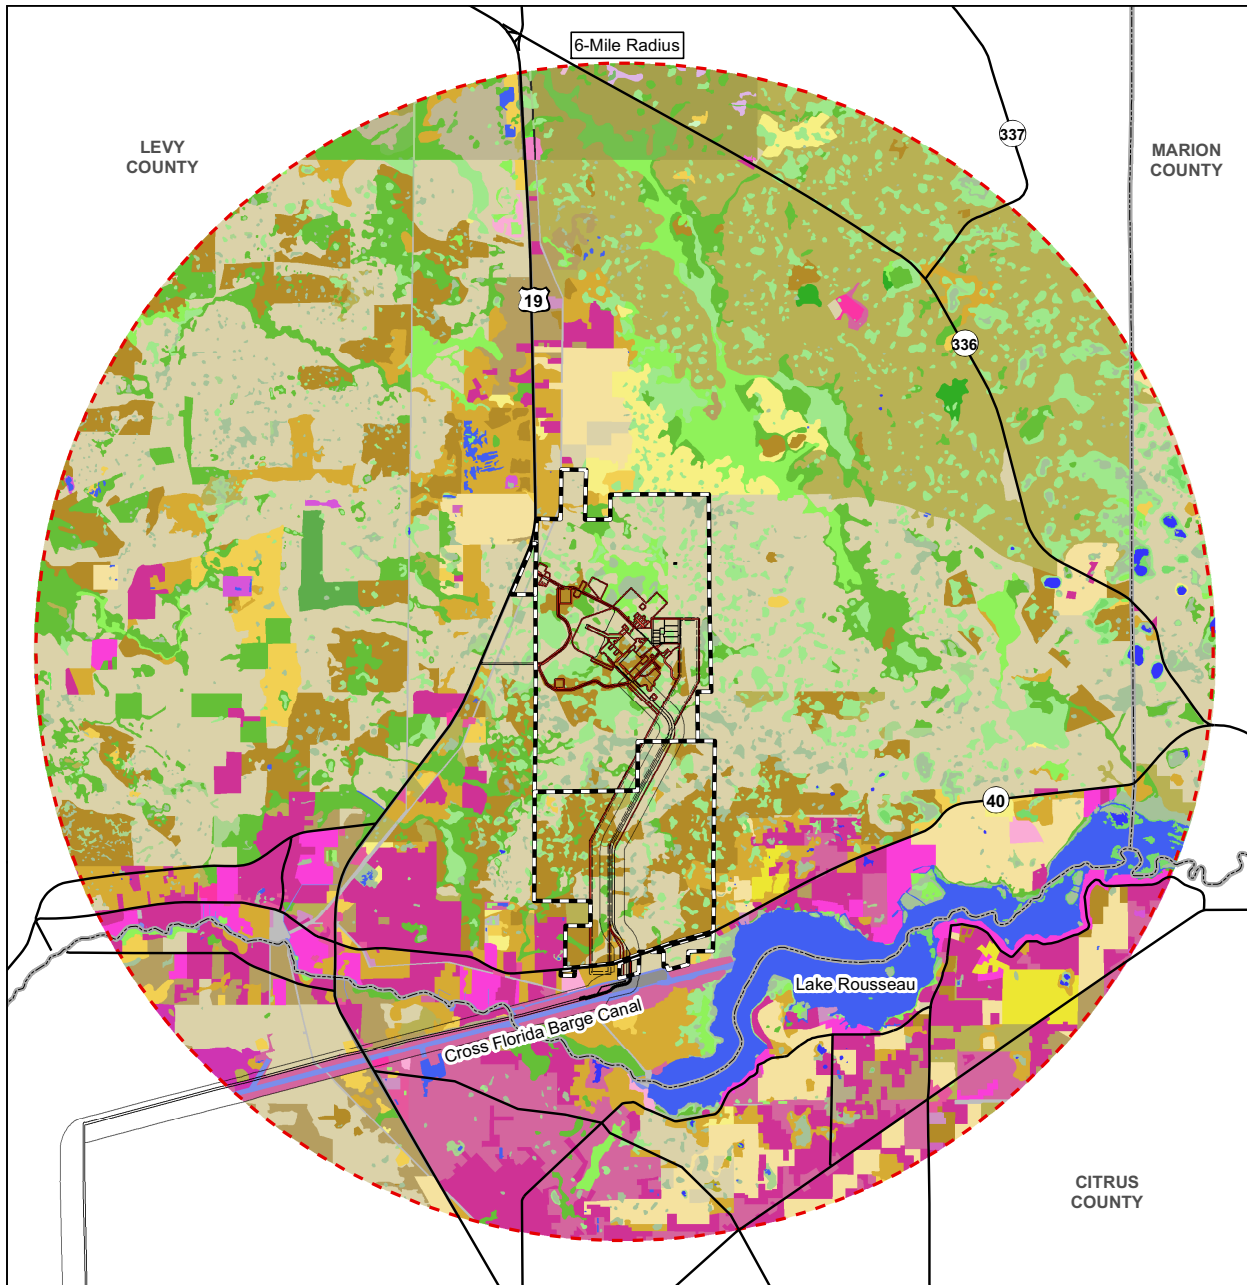 6-Mile Radius
LEVY
COUNTY
337
MARION
COUNTY
19
336
40
Lake Rousseau
Cross Florida Barge Canal
CITRUS
COUNTY